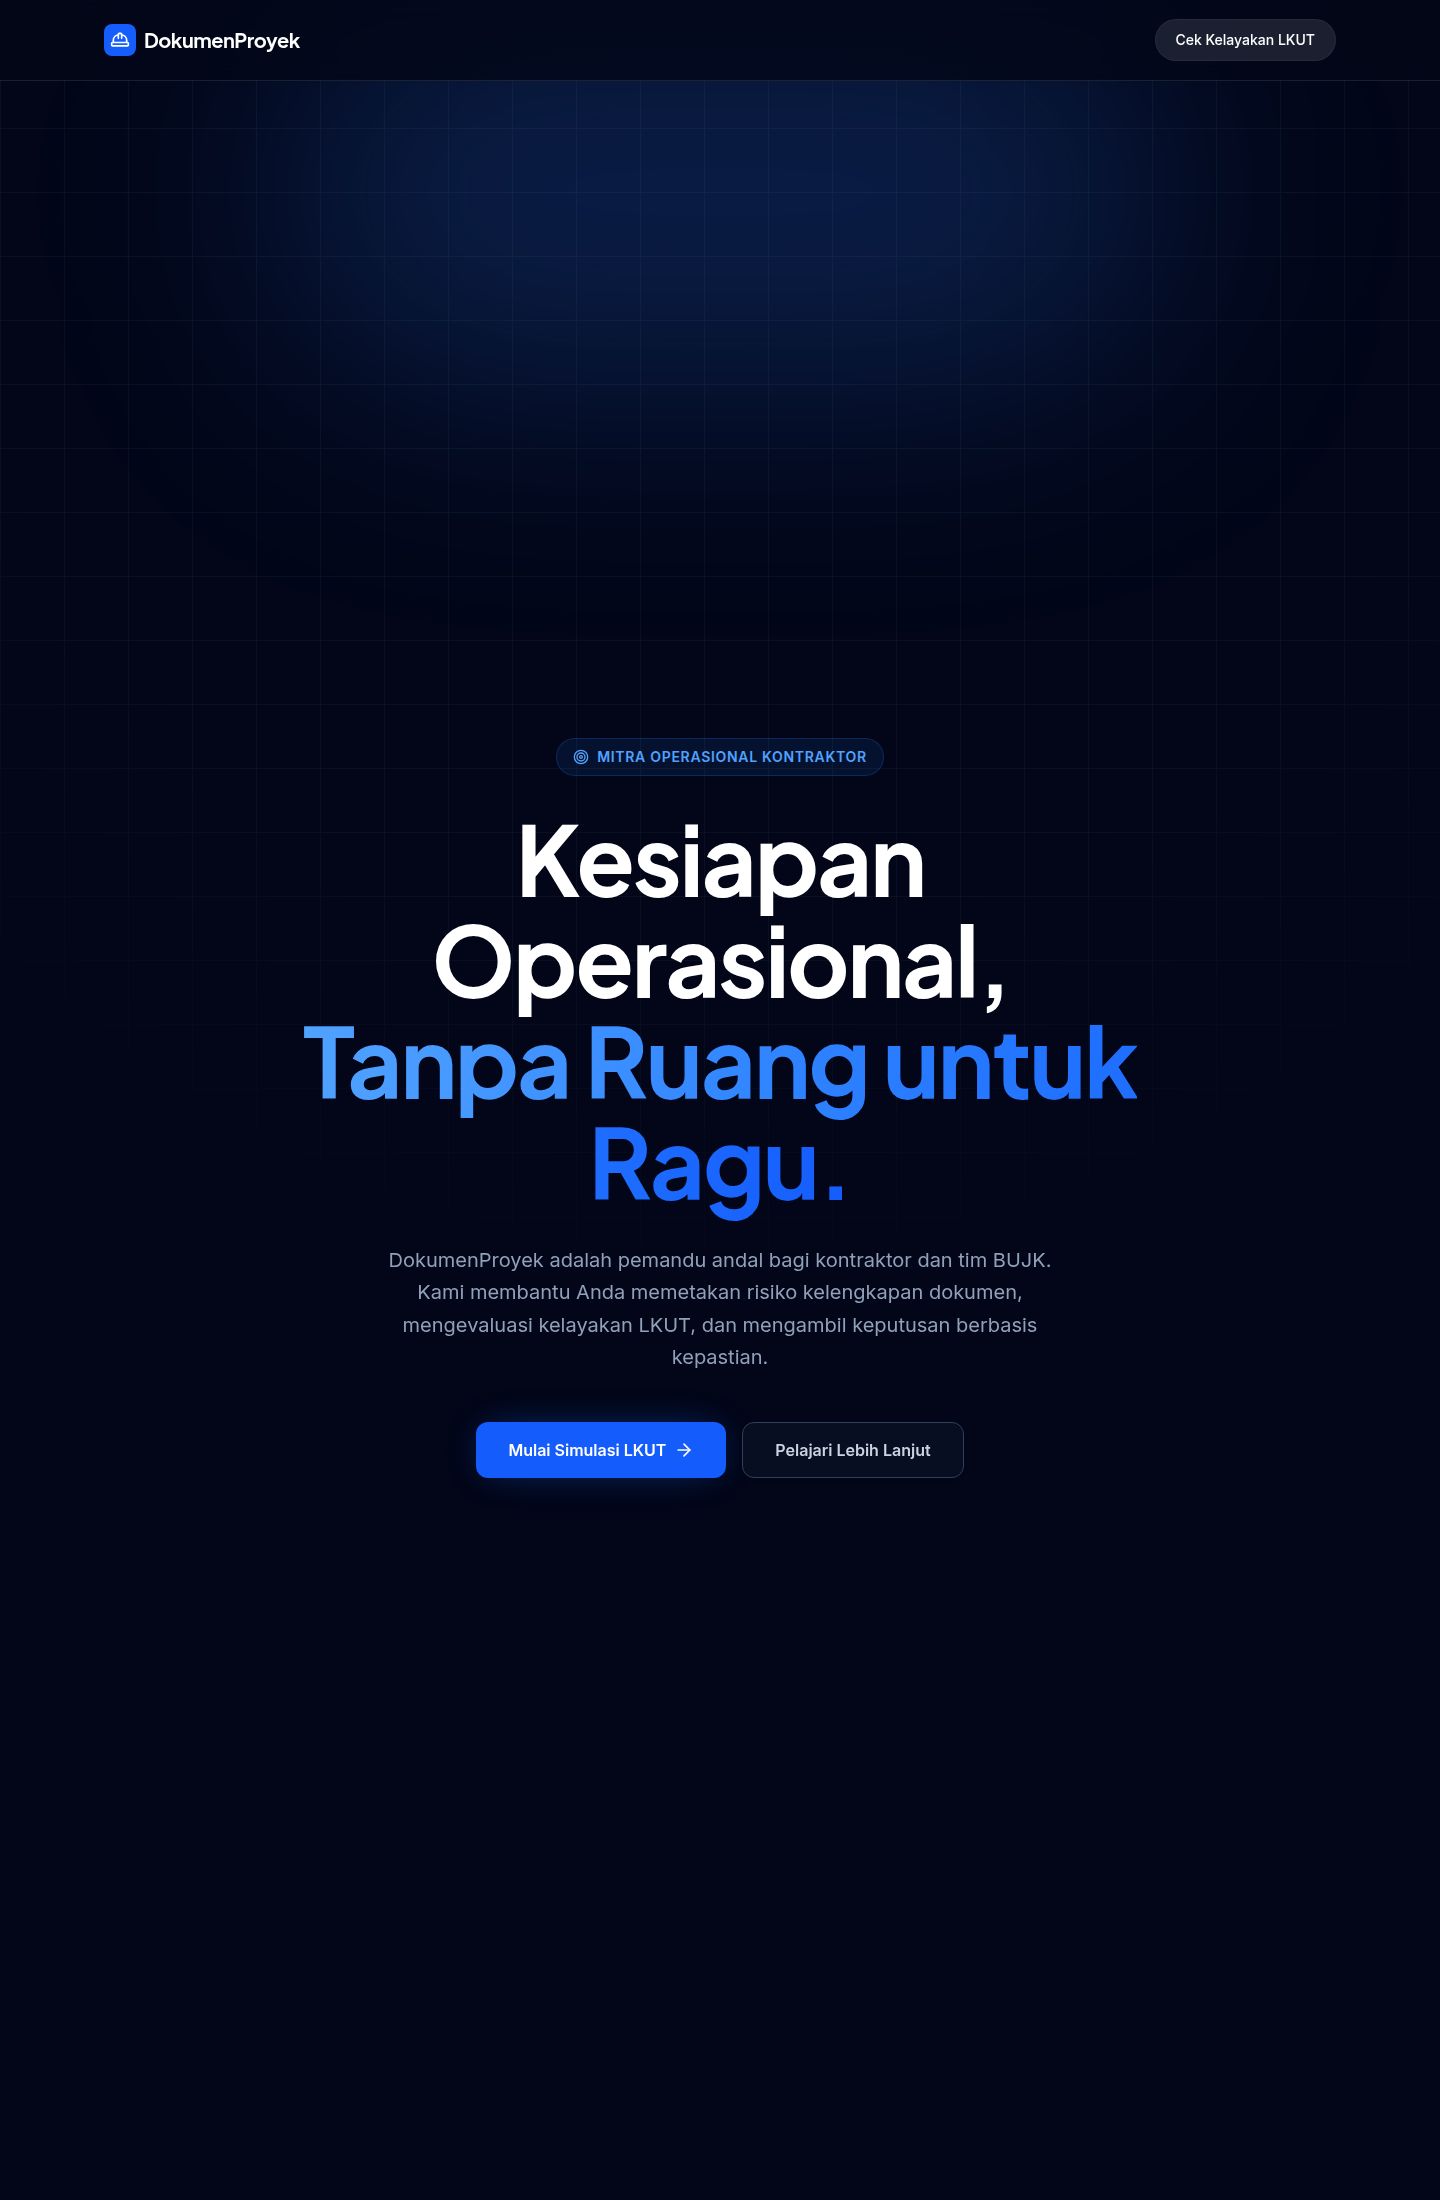 DokumenProyek
Cek Kelayakan LKUT
MITRA OPERASIONAL KONTRAKTOR
Kesiapan
Operasional,
Tanpa Ruang untuk
Ragu.
DokumenProyek adalah pemandu andal bagi kontraktor dan tim BUJK.
Kami membantu Anda memetakan risiko kelengkapan dokumen,
mengevaluasi kelayakan LKUT, dan mengambil keputusan berbasis
kepastian.
Mulai Simulasi LKUT
Pelajari Lebih Lanjut